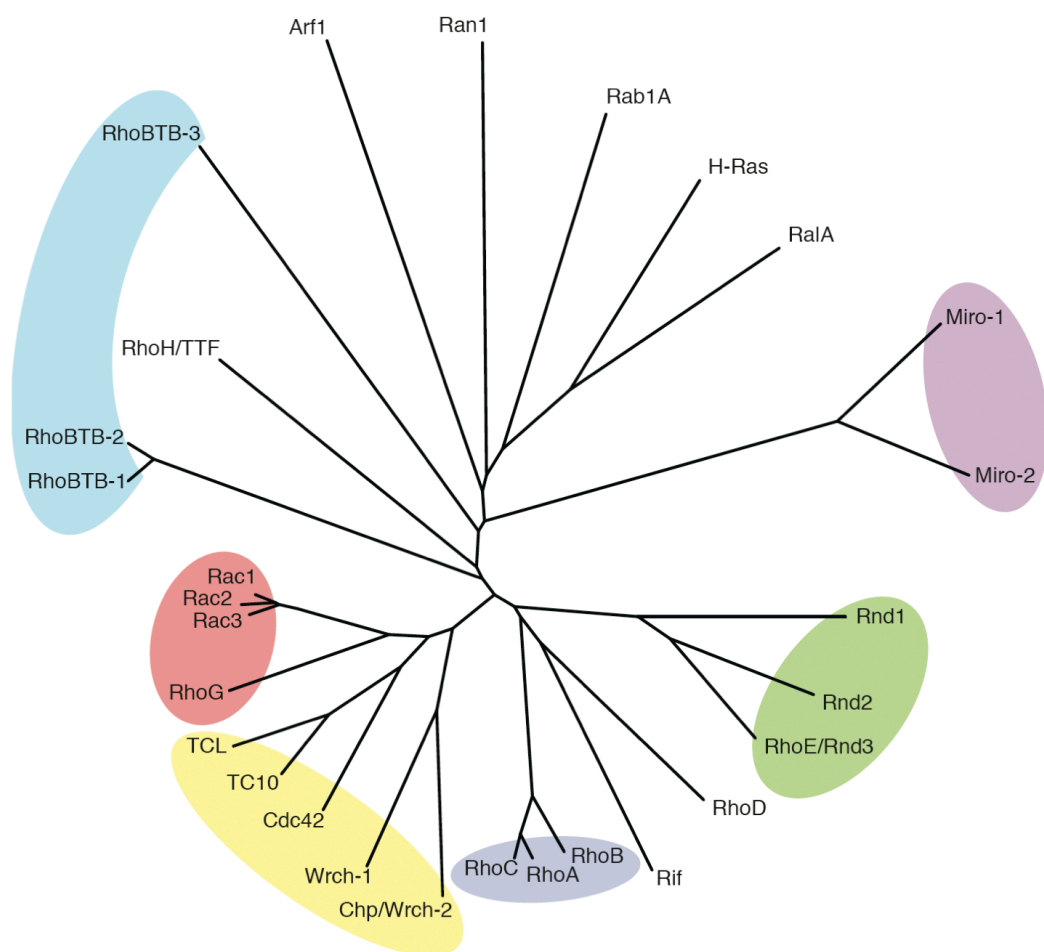 Arf1
Ran1
Rab1A
RhoBTB-3
H-Ras
RalA
Miro-1
RhoH/TTF
RhoBTB-2
Miro-2
RhoBTB-1
Rac1
Rac2
Rac3
Rnd1
RhoG
Rnd2
TCL
RhoE/Rnd3
TC10
RhoD
Cdc42
RhoB
RhoC
RhoA
Wrch-1
Rif
Chp/Wrch-2